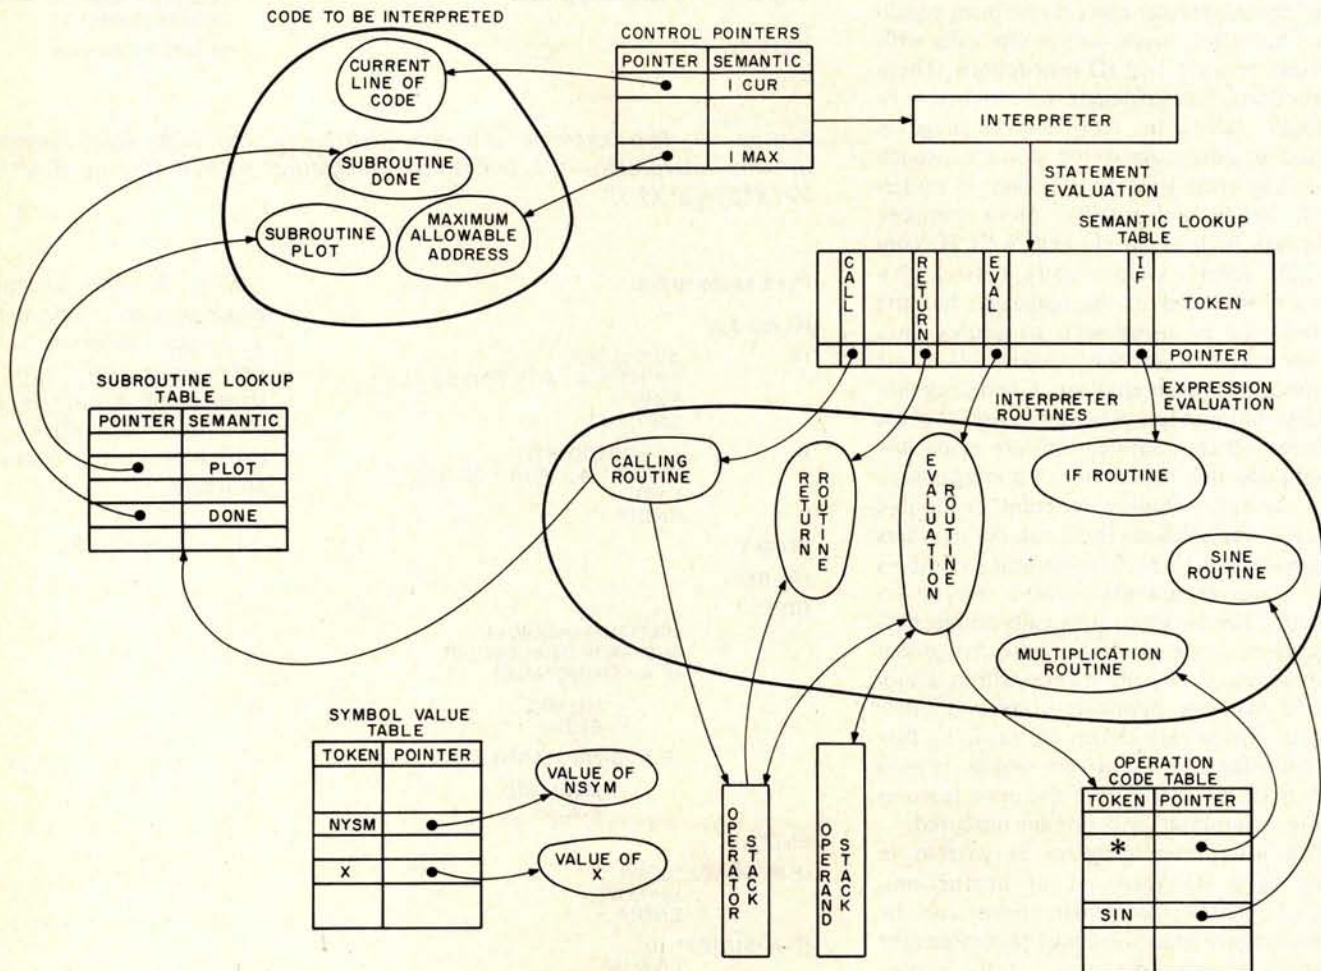 CODE TO BE INTERPRETED
CURRENT
LINE OF
CODE
SUBROUTINE
DONE
SUBROUTINE
PLOT
MAXIMUM
ALLOWABLE
ADDRESS
CONTROL POINTERS
POINTER SEMANTIC
I CUR
I MAX
INTERPRETER
STATEMENT
EVALUATION
SEMANTIC LOOKUP
TABLE
CALL
RETURN
EVAL
IF
TOKEN
POINTER
SUBROUTINE LOOKUP
TABLE
POINTER SEMANTIC
PLOT
DONE
INTERPRETER
ROUTINES
EXPRESSION
EVALUATION
CALLING
ROUTINE
RETURN
ROUTINE
EVALUATION
ROUTINE
IF ROUTINE
SINE
ROUTINE
MULTIPLICATION
ROUTINE
SYMBOL VALUE
TABLE
TOKEN POINTER
NYSM
X
VALUE OF
NSYM
VALUE OF
X
OPERATOR
STACK
OPERAND
STACK
OPERATION
CODE TABLE
TOKEN POINTER
*
SIN